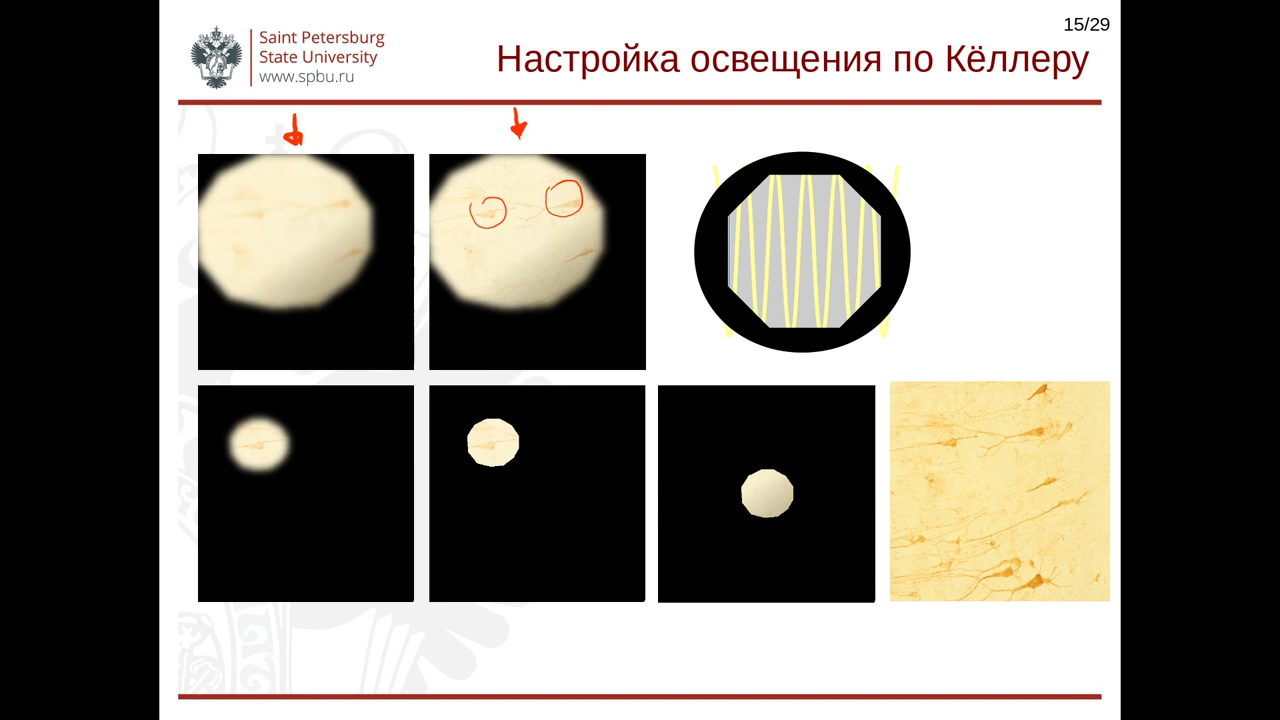 15/29
Saint Petersburg
State University
www.spbu.ru
Настройка освещения по Кёллеру